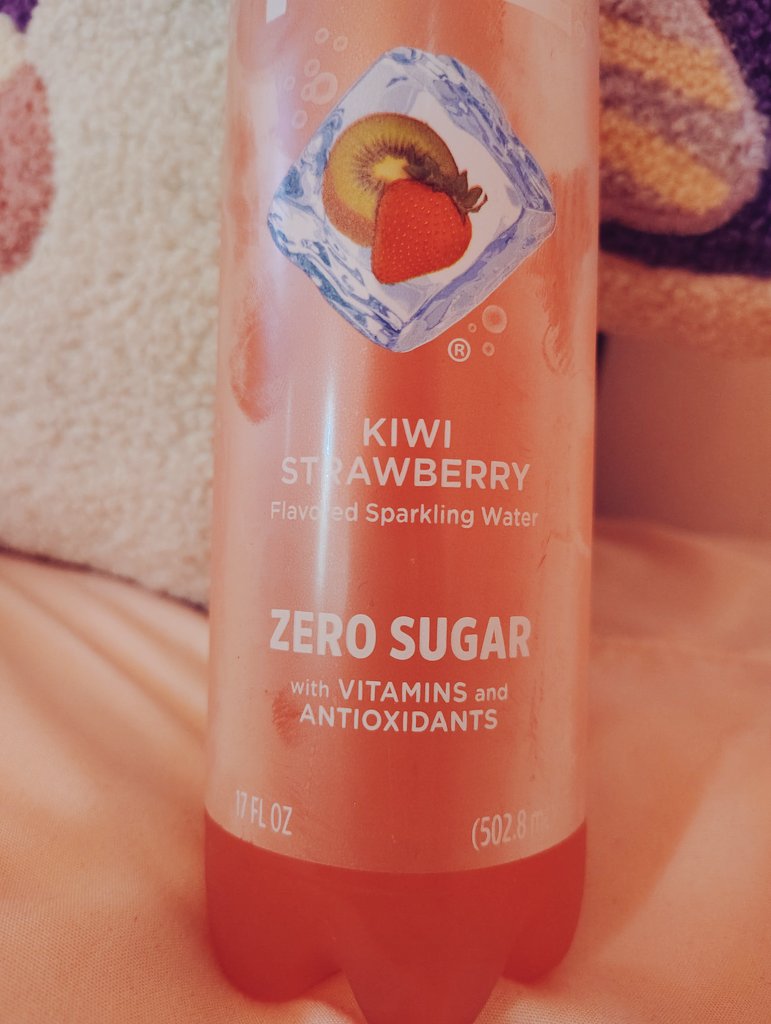 ®
KIWI
STRAWBERRY
Flavored Sparkling Water
ZERO SUGAR
with VITAMINS and
ANTIOXIDANTS
17 FL OZ
(502.8